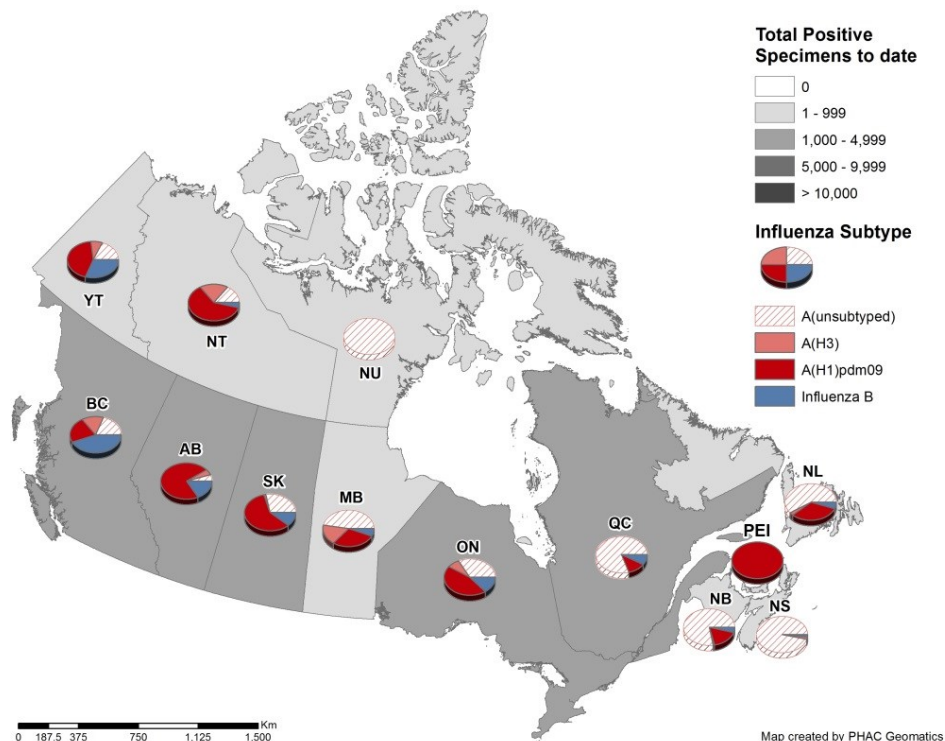 Total Positive
Specimens to date
0
1 - 999
1,000 - 4,999
5,000 - 9,999
> 10,000
Influenza Subtype
A(unsubtyped)
A(H3)
A(H1)pdm09
Influenza B
YT
NT
NU
BC
AB
SK
MB
ON
QC
NL
PEI
NB
NS
Km
0 187.5 375 750 1.125 1.500
Map created by PHAC Geomatics